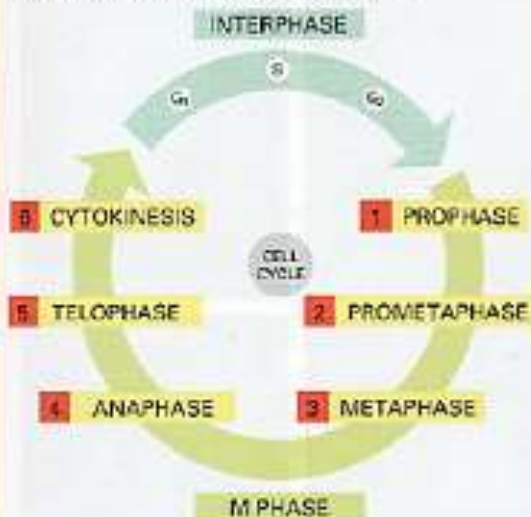 INTERPHASE
G1 S G2
6 CYTOKINESIS
1 PROPHASE
CELL
CYCLE
5 TELOPHASE
2 PROMETAPHASE
4 ANAPHASE
3 METAPHASE
M PHASE